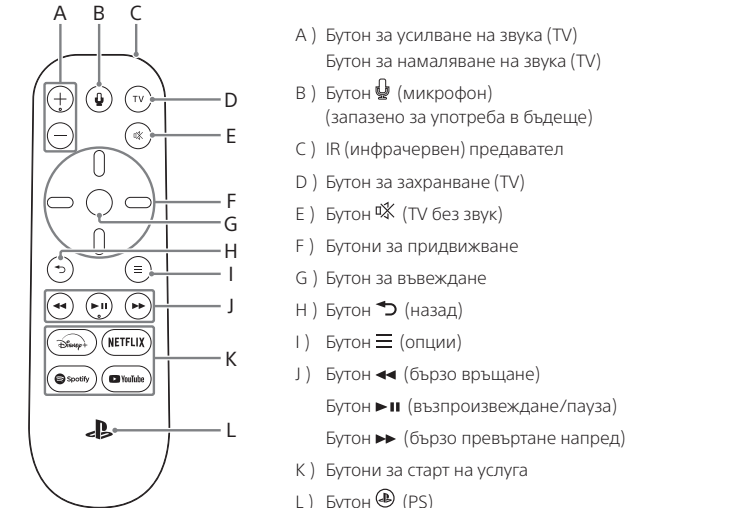 A B C
A ) Бутон за усилване на звука (TV)
Бутон за намаляване на звука (TV)
B ) Бутон (микрофон)
(запазено за употреба в бъдеще)
C ) IR (инфрачервен) предавател
TV D
D ) Бутон за захранване (TV)
E
E ) Бутон (TV без звук)
F
F ) Бутони за придвижване
G
G ) Бутон за въвеждане
H
H ) Бутон (назад)
I
I ) Бутон (опции)
J
J ) Бутон ◄◄ (бързо връщане)
Бутон ►II (възпроизвеждане/пауза)
Бутон ►► (бързо превъртане напред)
Disney+ NETFLIX
K
Spotify YouTube
K ) Бутони за старт на услуга
L
L ) Бутон (PS)